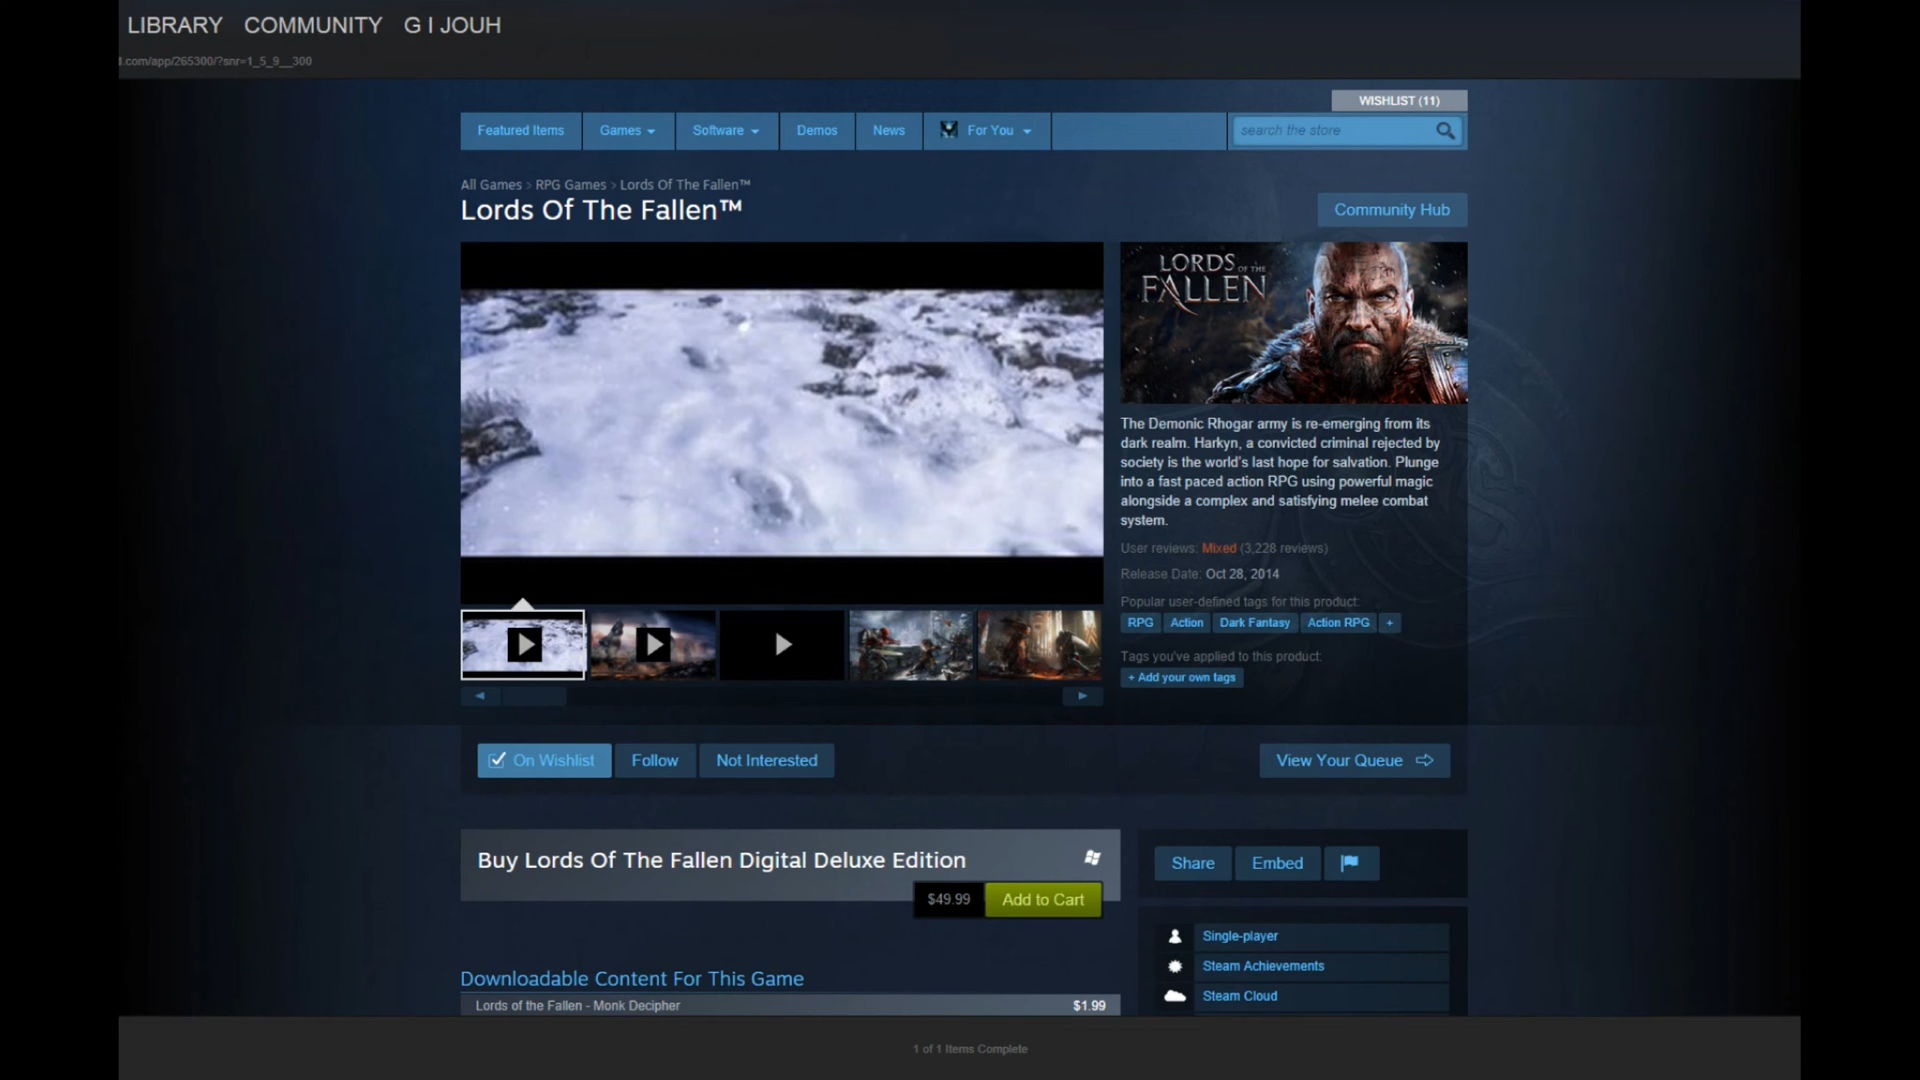 LIBRARY COMMUNITY G I JOUH
.com/app/265300/?snr=1_5_9__300
WISHLIST (11)
Featured Items Games Software Demos News For You search the store
All Games > RPG Games > Lords Of The Fallen™
Lords Of The Fallen™
Community Hub
LORDS OF THE
FALLEN
The Demonic Rhogar army is re-emerging from its
dark realm. Harkyn, a convicted criminal rejected by
society is the world's last hope for salvation. Plunge
into a fast paced action RPG using powerful magic
alongside a complex and satisfying melee combat
system.
User reviews: Mixed (3,228 reviews)
Release Date: Oct 28, 2014
Popular user-defined tags for this product:
RPG Action Dark Fantasy Action RPG +
Tags you've applied to this product:
+ Add your own tags
On Wishlist Follow Not Interested View Your Queue
Buy Lords Of The Fallen Digital Deluxe Edition
$49.99 Add to Cart
Share Embed
Single-player
Steam Achievements
Steam Cloud
Downloadable Content For This Game
Lords of the Fallen - Monk Decipher $1.99
1 of 1 Items Complete